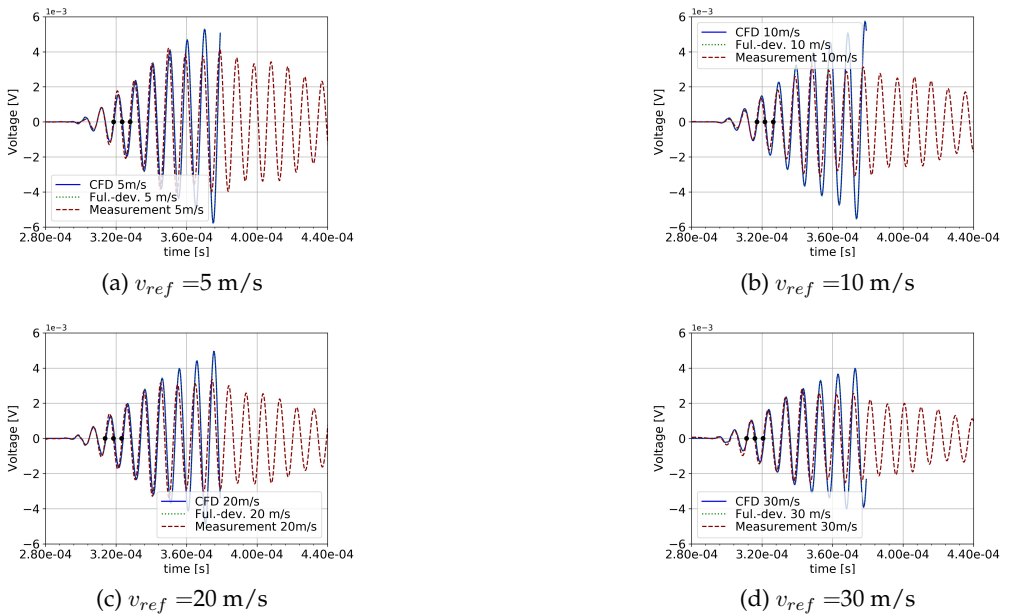 1e−3
6
4
2
0
−2
−4
−6
Voltage [V]
CFD 5m/s
Ful.-dev. 5 m/s
Measurement 5m/s
2.80e-04 3.20e-04 3.60e-04 4.00e-04 4.40e-04
time [s]
(a) v_ref =5 m/s
1e−3
6
4
2
0
−2
−4
−6
Voltage [V]
CFD 10m/s
Ful.-dev. 10 m/s
Measurement 10m/s
2.80e-04 3.20e-04 3.60e-04 4.00e-04 4.40e-04
time [s]
(b) v_ref =10 m/s
1e−3
6
4
2
0
−2
−4
−6
Voltage [V]
CFD 20m/s
Ful.-dev. 20 m/s
Measurement 20m/s
2.80e-04 3.20e-04 3.60e-04 4.00e-04 4.40e-04
time [s]
(c) v_ref =20 m/s
1e−3
6
4
2
0
−2
−4
−6
Voltage [V]
CFD 30m/s
Ful.-dev. 30 m/s
Measurement 30m/s
2.80e-04 3.20e-04 3.60e-04 4.00e-04 4.40e-04
time [s]
(d) v_ref =30 m/s